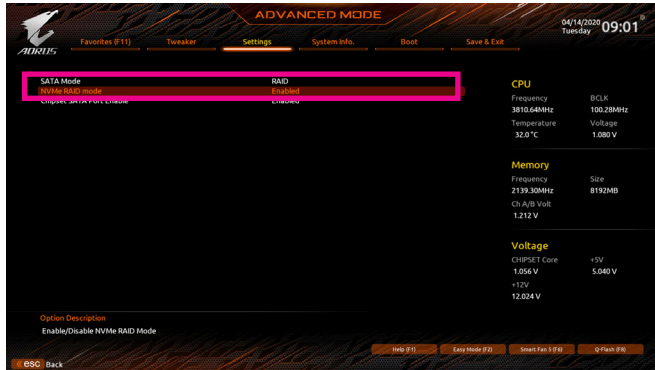 ADVANCED MODE
04/14/2020
Tuesday 09:01
AORUS
Favorites (F11) Tweaker Settings System Info. Boot Save & Exit
SATA Mode RAID
NVMe RAID mode Enabled
Chipset SATA Port Enable Enabled
CPU
Frequency BCLK
3810.64MHz 100.28MHz
Temperature Voltage
32.0 °C 1.080 V
Memory
Frequency Size
2139.30MHz 8192MB
Ch A/B Volt
1.212 V
Voltage
CHIPSET Core +5V
1.056 V 5.040 V
+12V
12.024 V
Option Description
Enable/Disable NVMe RAID Mode
Help (F1) Easy Mode (F2) Smart Fan 5 (F6) Q-Flash (F8)
esc Back